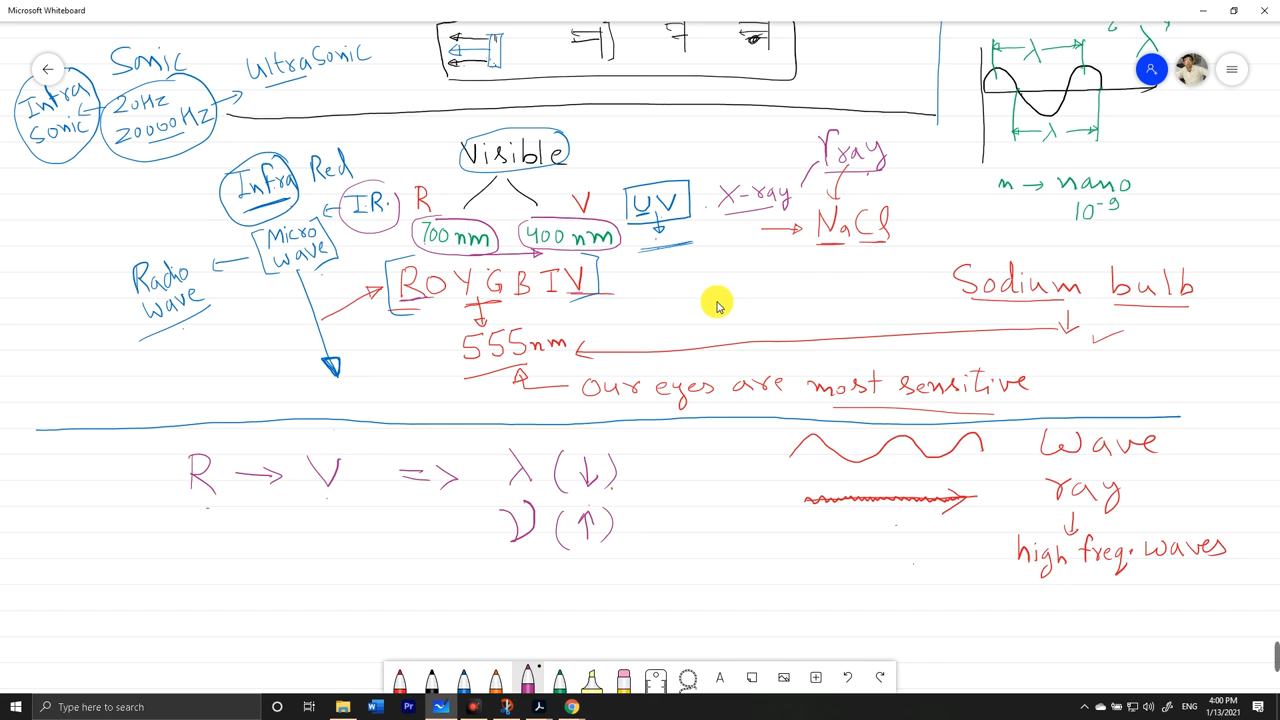 Microsoft Whiteboard
Sonic
ultrasonic
Infra
sonic
20Hz
20000Hz
λ
λ
λ
n → nano
10⁻⁹
Visible
Infra Red
I.R.
R
V
UV
X-ray
γray
NaCl
700 nm
400 nm
Micro
wave
Radio
wave
ROYGBIV
Sodium bulb
555nm
our eyes are most sensitive
R → V => λ (↓)
ν (↑)
wave
ray
high freq. waves
A
Type here to search
ENG
4:00 PM
1/13/2021